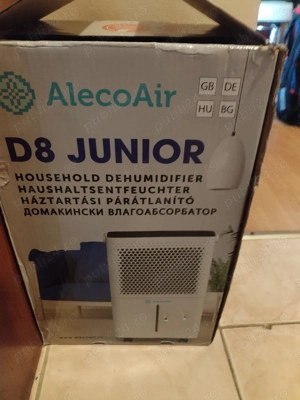 AlecoAir
GB DE
HU BG
D8 JUNIOR
HOUSEHOLD DEHUMIDIFIER
HAUSHALTSENTFEUCHTER
HÁZTARTÁSI PÁRÁTLANÍTÓ
ДОМАКИНСКИ ВЛАГОАБСОРБАТОР